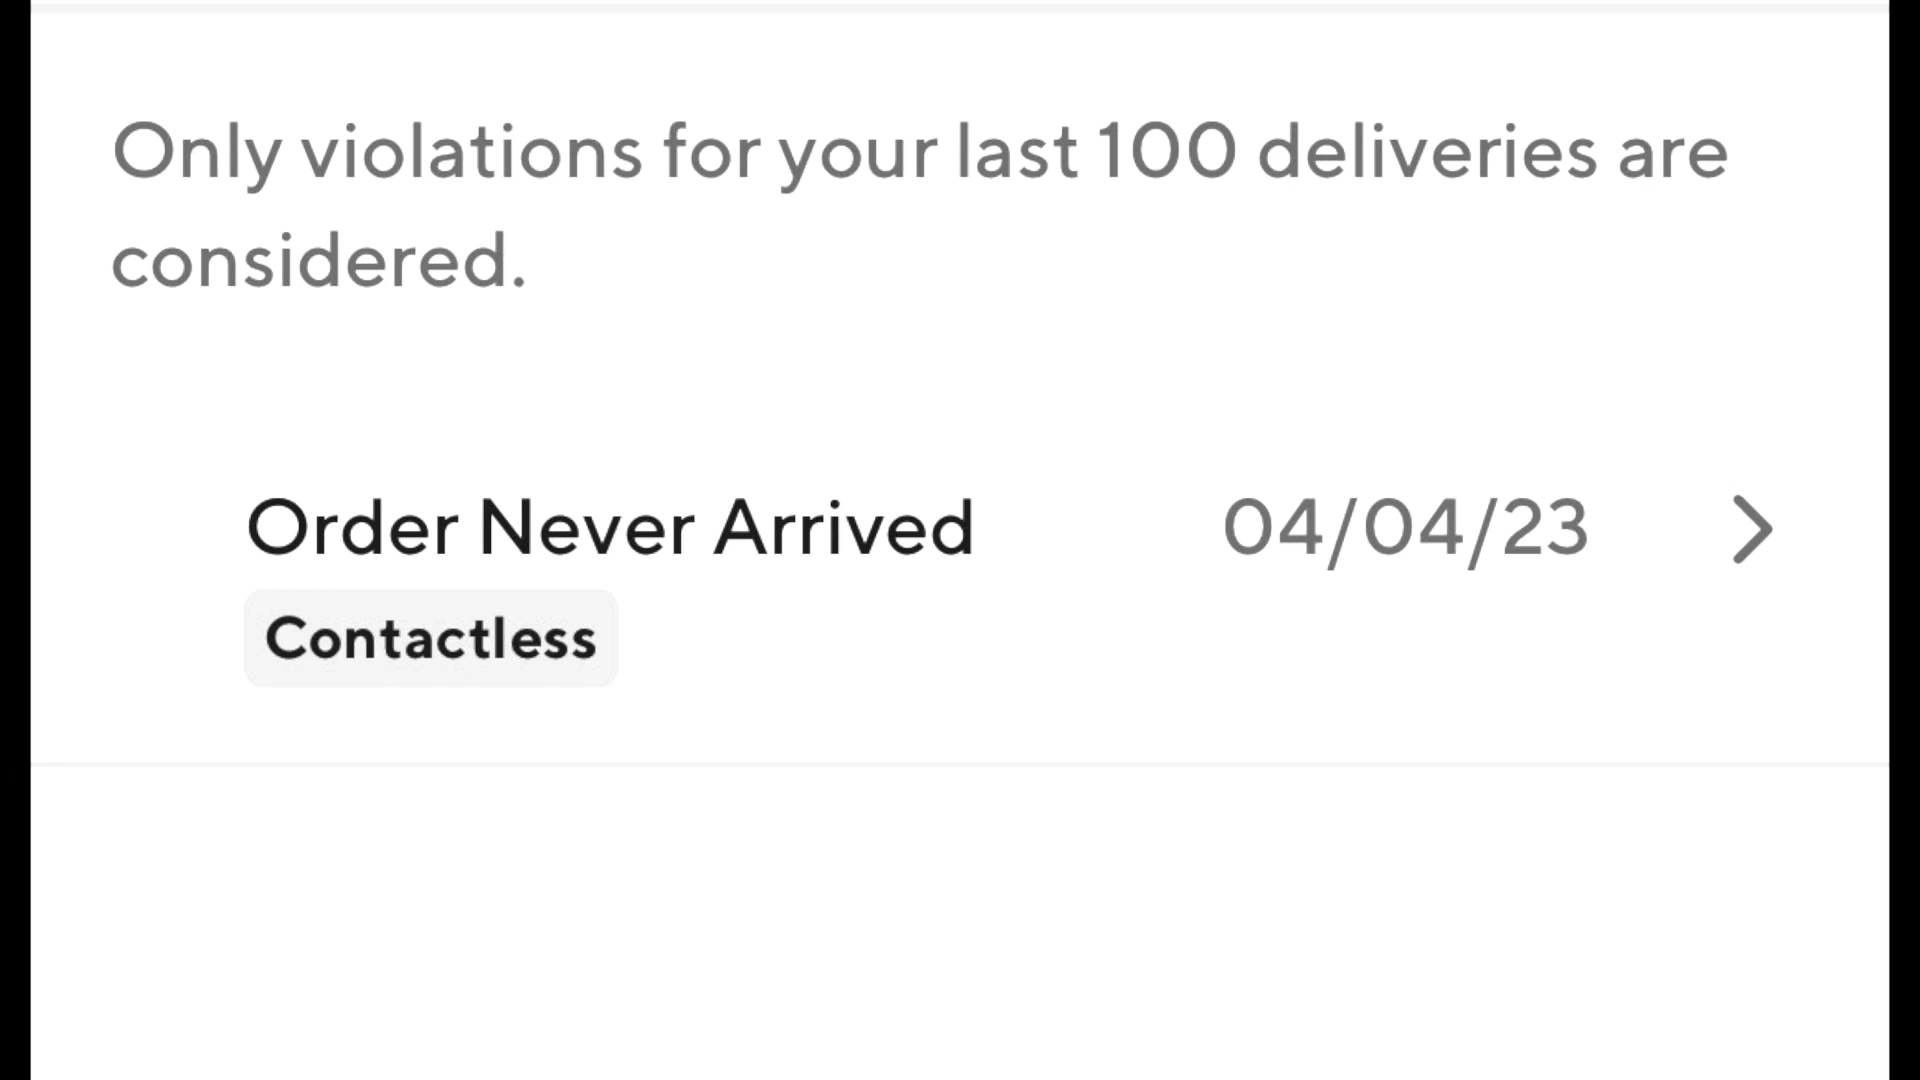 Only violations for your last 100 deliveries are
considered.
Order Never Arrived 04/04/23
Contactless